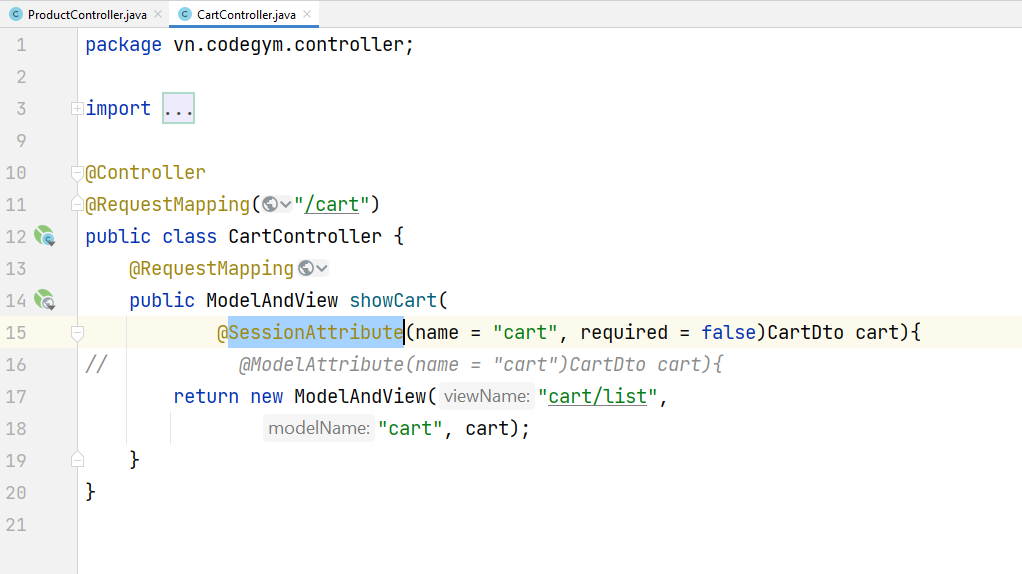 ProductController.java CartController.java
1 package vn.codegym.controller;
2
3 import ...
9
10 @Controller
11 @RequestMapping("/cart")
12 public class CartController {
13 @RequestMapping
14 public ModelAndView showCart(
15 @SessionAttribute(name = "cart", required = false)CartDto cart){
16 // @ModelAttribute(name = "cart")CartDto cart){
17 return new ModelAndView( viewName: "cart/list",
18 modelName: "cart", cart);
19 }
20 }
21